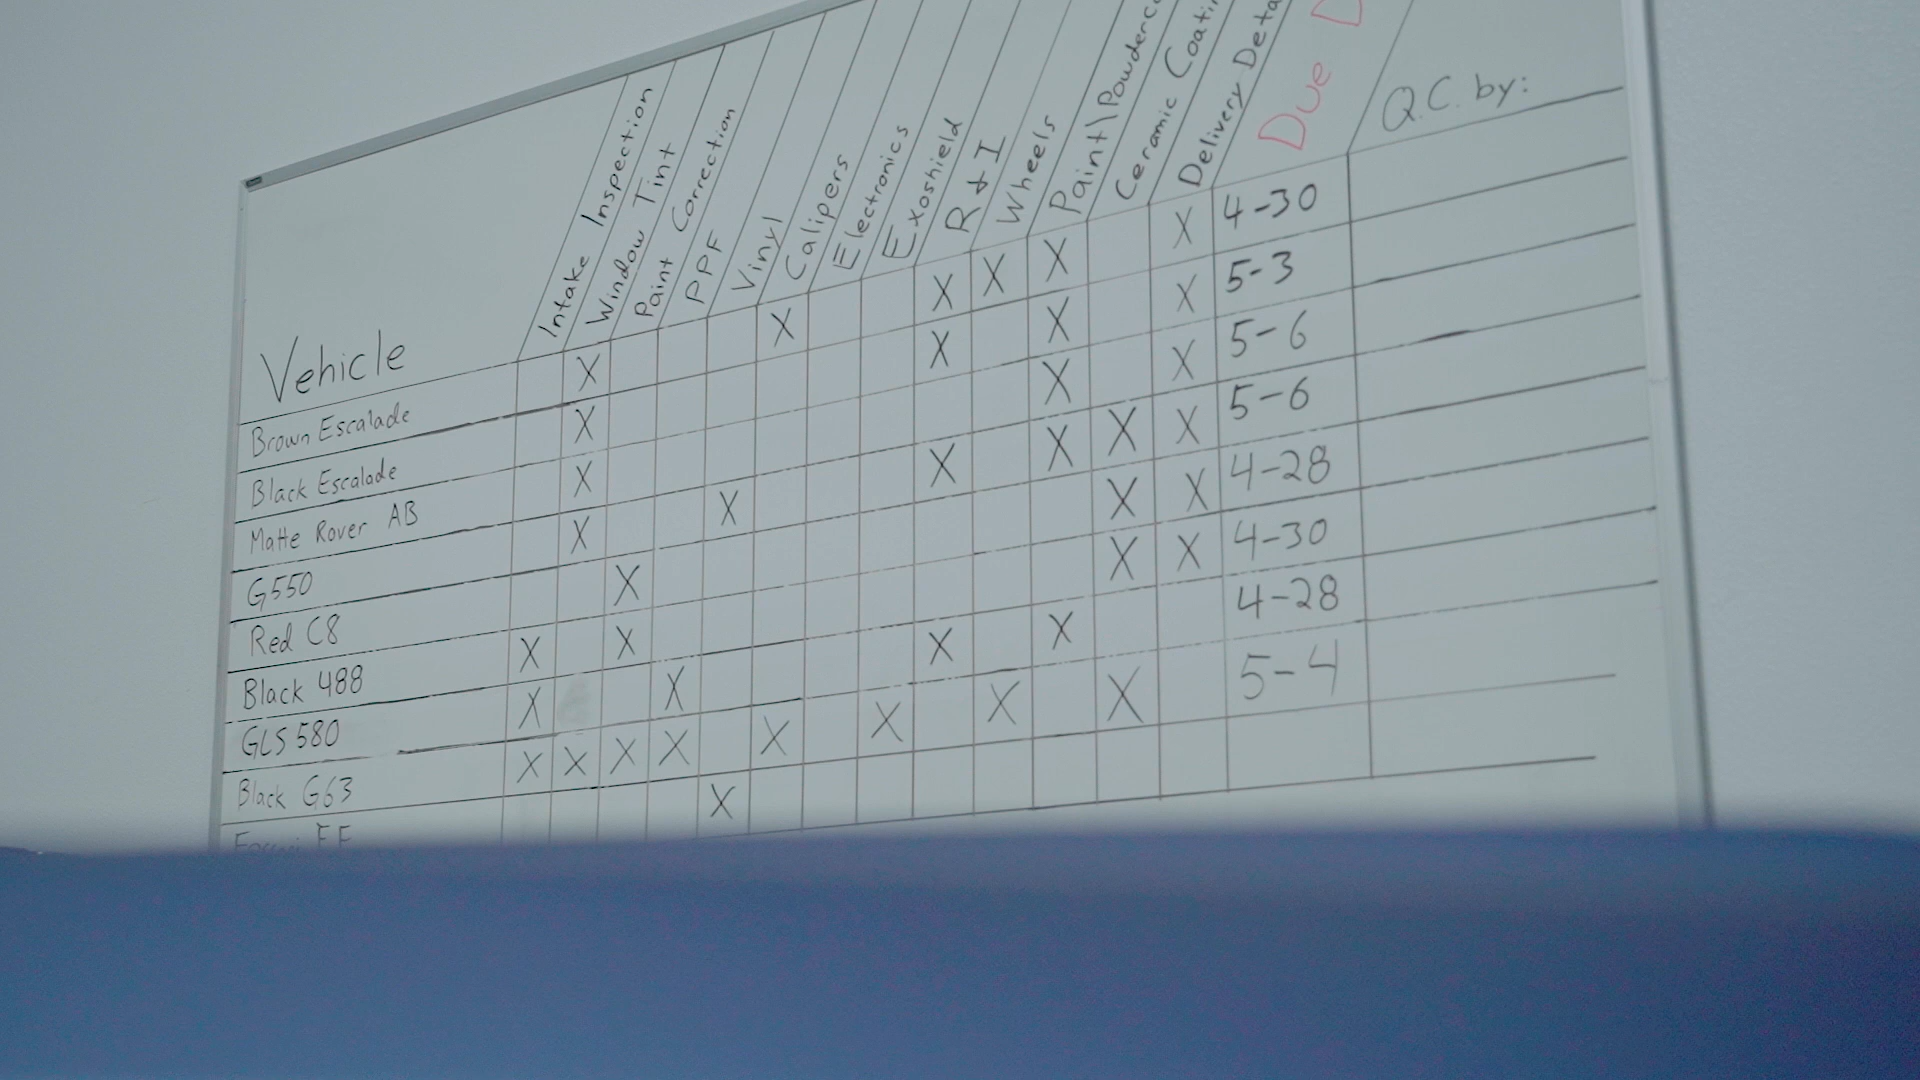 Vehicle
Intake Inspection
Window Tint
Paint Correction
PPF
Vinyl
Calipers
Electronics
Exoshield
R & I
Wheels
Paint\Powderc
Ceramic Coati
Delivery Deta
Due D
Q.C. by:
Brown Escalade X X X X X X 4-30
Black Escalade X X X X 5-3
Matte Rover AB X X X 5-6
G550 X X X X X X 5-6
Red C8 X X X 4-28
Black 488 X X X X 4-30
GLS 580 X X X X 4-28
Black G63 X X X X X X X X 5-4
FF X